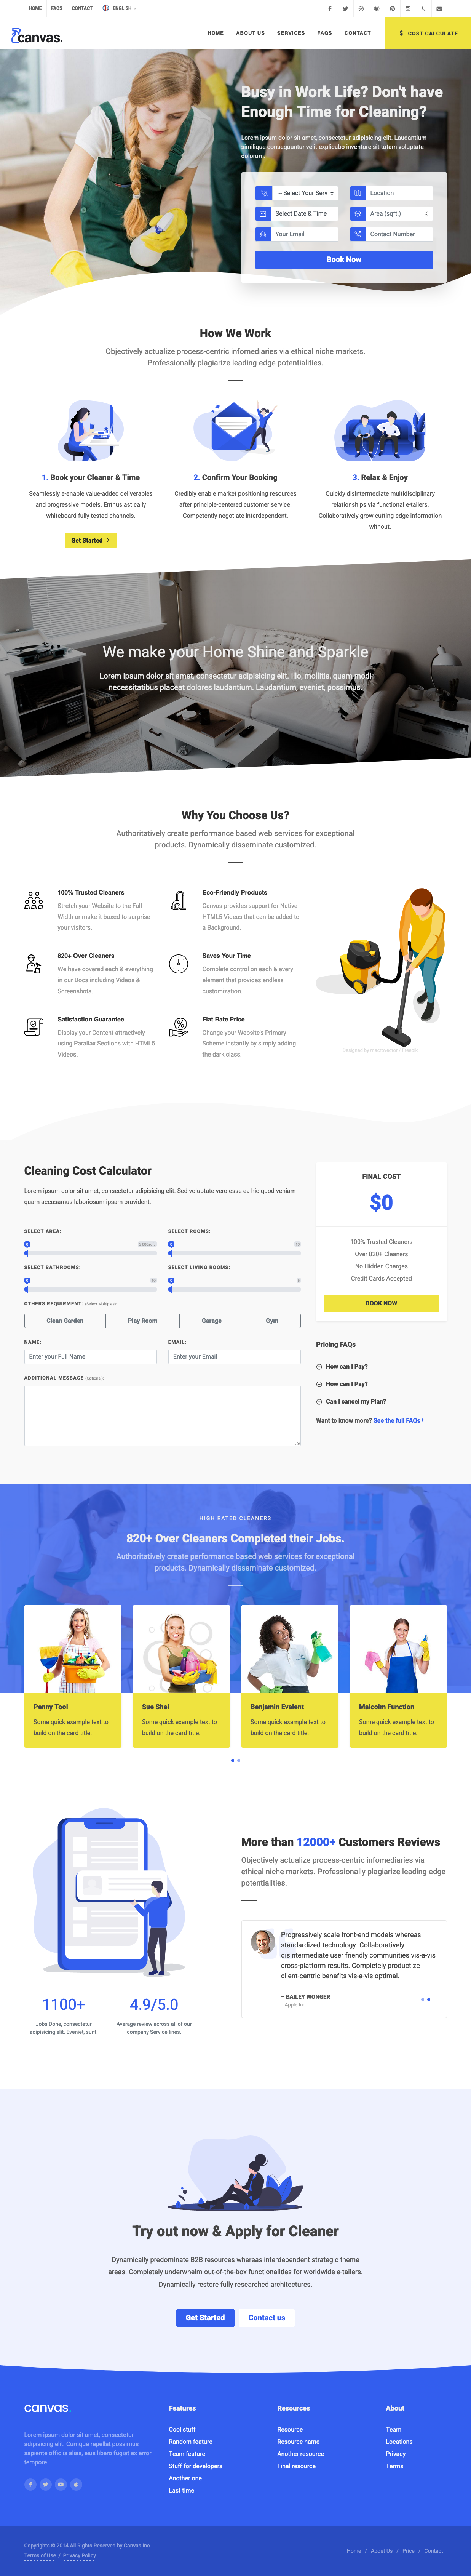 HOME FAQS CONTACT ENGLISH
canvas.
HOME ABOUT US SERVICES FAQS CONTACT $ COST CALCULATE
Busy in Work Life? Don't have
Enough Time for Cleaning?
Lorem ipsum dolor sit amet, consectetur adipisicing elit. Laudantium
similique consequuntur velit explicabo inventore sit totam voluptate
dolorum.
-- Select Your Serv
Location
Select Date & Time
Area (sqft.)
Your Email
Contact Number
Book Now
How We Work
Objectively actualize process-centric infomediaries via ethical niche markets.
Professionally plagiarize leading-edge potentialities.
1. Book your Cleaner & Time
Seamlessly e-enable value-added deliverables
and progressive models. Enthusiastically
whiteboard fully tested channels.
Get Started
2. Confirm Your Booking
Credibly enable market positioning resources
after principle-centered customer service.
Competently negotiate interdependent.
3. Relax & Enjoy
Quickly disintermediate multidisciplinary
relationships via functional e-tailers.
Collaboratively grow cutting-edge information
without.
We make your Home Shine and Sparkle
Lorem ipsum dolor sit amet, consectetur adipisicing elit. Illo, mollitia, quam modi
necessitatibus placeat dolores laudantium. Laudantium, eveniet, possimus.
Why You Choose Us?
Authoritatively create performance based web services for exceptional
products. Dynamically disseminate customized.
100% Trusted Cleaners
Stretch your Website to the Full
Width or make it boxed to surprise
your visitors.
Eco-Friendly Products
Canvas provides support for Native
HTML5 Videos that can be added to
a Background.
820+ Over Cleaners
We have covered each & everything
in our Docs including Videos &
Screenshots.
Saves Your Time
Complete control on each & every
element that provides endless
customization.
Satisfaction Guarantee
Display your Content attractively
using Parallax Sections with HTML5
Videos.
Flat Rate Price
Change your Website's Primary
Scheme instantly by simply adding
the dark class.
Designed by macrovector / Freepik
Cleaning Cost Calculator
Lorem ipsum dolor sit amet, consectetur adipisicing elit. Sed voluptate vero esse ea hic quod veniam
quam accusamus laboriosam ipsam provident.
SELECT AREA:
SELECT ROOMS:
SELECT BATHROOMS:
SELECT LIVING ROOMS:
OTHERS REQUIRMENT: (Select Multiples)*
Clean Garden Play Room Garage Gym
NAME:
Enter your Full Name
EMAIL:
Enter your Email
ADDITIONAL MESSAGE (Optional):
FINAL COST
$0
100% Trusted Cleaners
Over 820+ Cleaners
No Hidden Charges
Credit Cards Accepted
BOOK NOW
Pricing FAQs
How can I Pay?
How can I Pay?
Can I cancel my Plan?
Want to know more? See the full FAQs
HIGH RATED CLEANERS
820+ Over Cleaners Completed their Jobs.
Authoritatively create performance based web services for exceptional
products. Dynamically disseminate customized.
Penny Tool
Some quick example text to
build on the card title.
Sue Shei
Some quick example text to
build on the card title.
Benjamin Evalent
Some quick example text to
build on the card title.
Malcolm Function
Some quick example text to
build on the card title.
1100+
Jobs Done, consectetur
adipisicing elit. Eveniet, sunt.
4.9/5.0
Average review across all of our
company Service lines.
More than 12000+ Customers Reviews
Objectively actualize process-centric infomediaries via
ethical niche markets. Professionally plagiarize leading-edge
potentialities.
Progressively scale front-end models whereas
standardized technology. Collaboratively
disintermediate user friendly communities vis-a-vis
cross-platform results. Completely productize
client-centric benefits vis-a-vis optimal.
– BAILEY WONGER
Apple Inc.
Try out now & Apply for Cleaner
Dynamically predominate B2B resources whereas interdependent strategic theme
areas. Completely underwhelm out-of-the-box functionalities for worldwide e-tailers.
Dynamically restore fully researched architectures.
Get Started Contact us
canvas.
Lorem ipsum dolor sit amet, consectetur
adipisicing elit. Cumque repellat possimus
sapiente officiis alias, eius libero fugiat ex error
tempore.
Features
Cool stuff
Random feature
Team feature
Stuff for developers
Another one
Last time
Resources
Resource
Resource name
Another resource
Final resource
About
Team
Locations
Privacy
Terms
Copyrights © 2014 All Rights Reserved by Canvas Inc.
Terms of Use / Privacy Policy
Home / About Us / Price / Contact